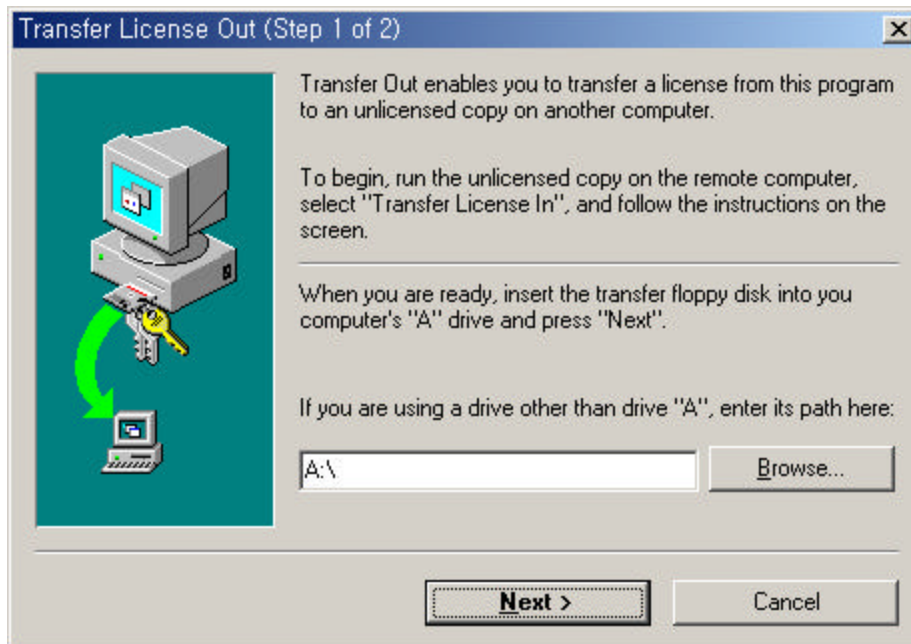 Transfer License Out (Step 1 of 2)
Transfer Out enables you to transfer a license from this program
to an unlicensed copy on another computer.
To begin, run the unlicensed copy on the remote computer,
select "Transfer License In", and follow the instructions on the
screen.
When you are ready, insert the transfer floppy disk into you
computer's "A" drive and press "Next".
If you are using a drive other than drive "A", enter its path here:
A:\
Browse...
Next >
Cancel